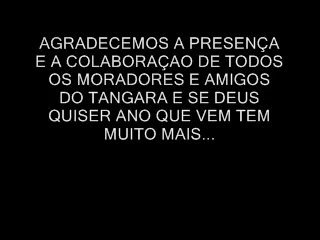 AGRADECEMOS A PRESENÇA
E A COLABORAÇAO DE TODOS
OS MORADORES E AMIGOS
DO TANGARA E SE DEUS
QUISER ANO QUE VEM TEM
MUITO MAIS...